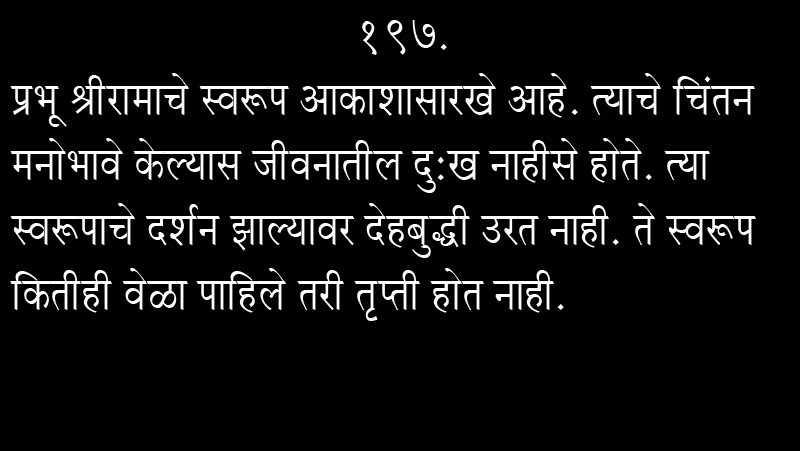 १९७.
प्रभू श्रीरामाचे स्वरूप आकाशासारखे आहे. त्याचे चिंतन
मनोभावे केल्यास जीवनातील दु:ख नाहीसे होते. त्या
स्वरूपाचे दर्शन झाल्यावर देहबुद्धी उरत नाही. ते स्वरूप
कितीही वेळा पाहिले तरी तृप्ती होत नाही.